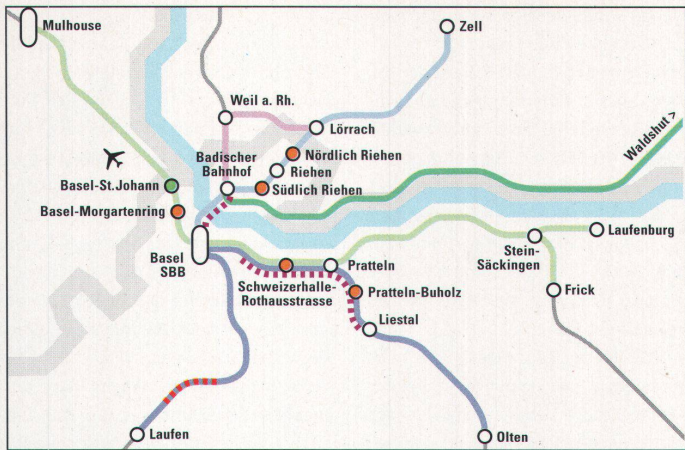 Mulhouse
Zell
Weil a. Rh.
Lörrach
Waldshut >
Badischer
Bahnhof
Nördlich Riehen
Riehen
Basel-St.Johann
Südlich Riehen
Basel-Morgartenring
Laufenburg
Basel
SBB
Pratteln
Stein-
Säckingen
Schweizerhalle-
Rothausstrasse
Pratteln-Buholz
Frick
Liestal
Laufen
Olten